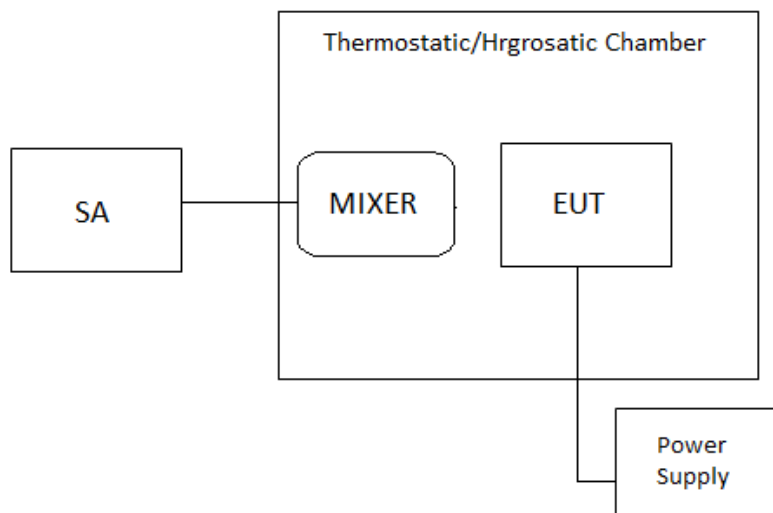 Thermostatic/Hrgrosatic Chamber
SA
MIXER
EUT
Power
Supply